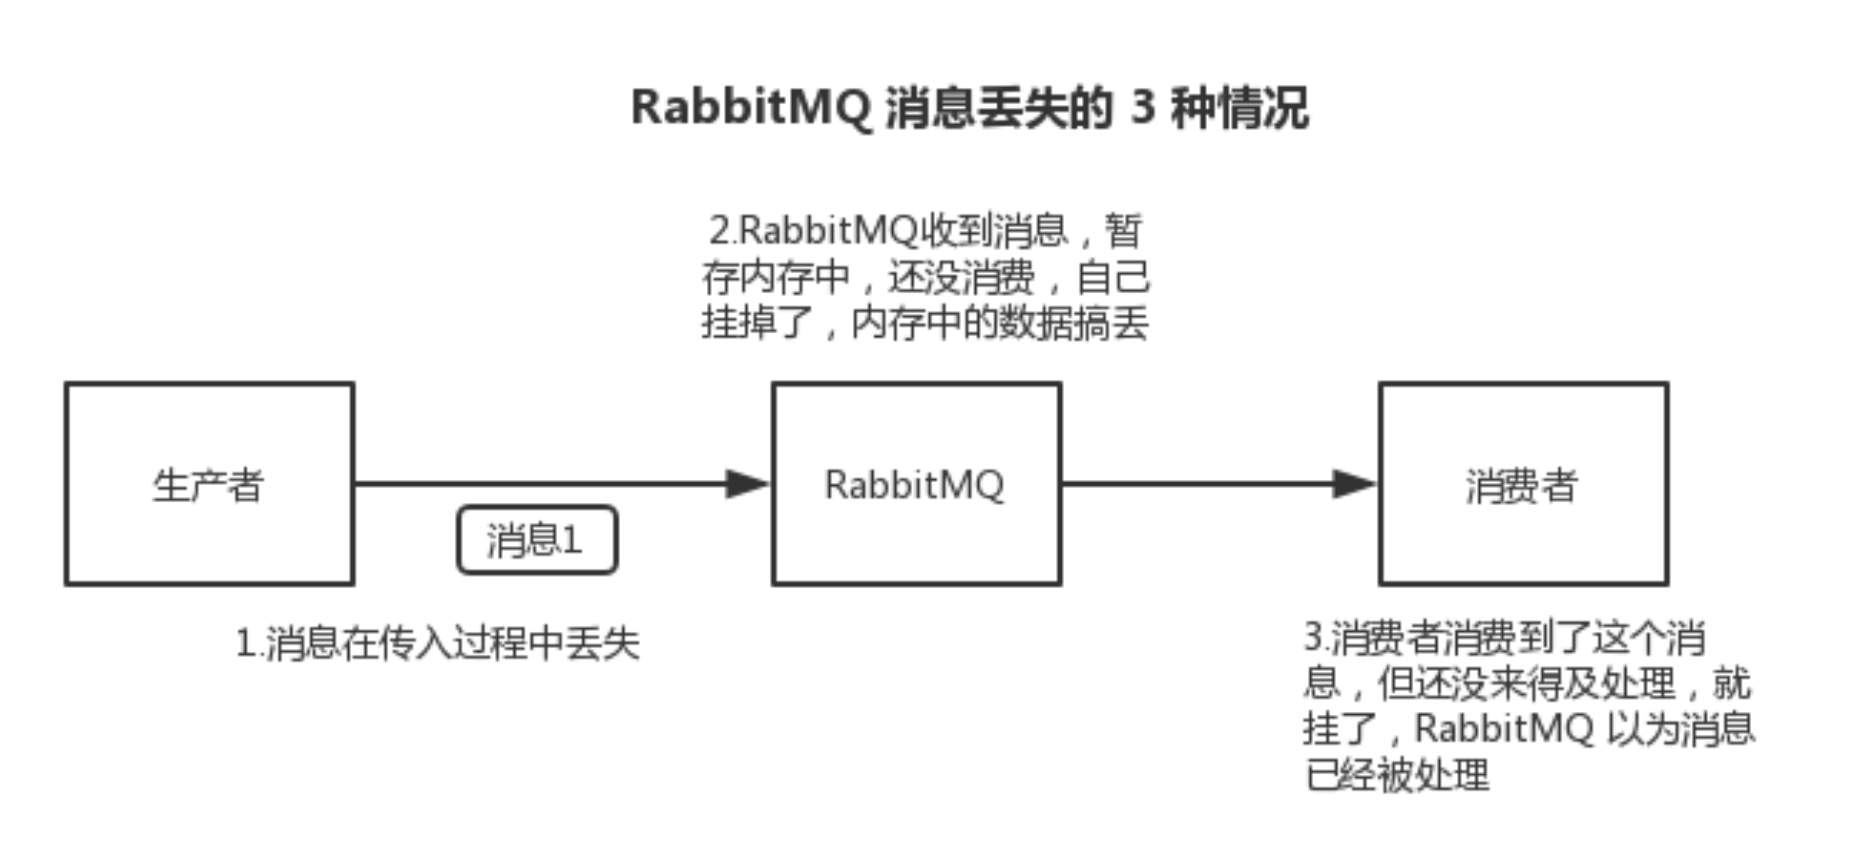 RabbitMQ 消息丢失的 3 种情况
2.RabbitMQ收到消息，暂
存内存中，还没消费，自己
挂掉了，内存中的数据搞丢
生产者
RabbitMQ
消费者
消息1
1.消息在传入过程中丢失
3.消费者消费到了这个消
息，但还没来得及处理，就
挂了，RabbitMQ 以为消息
已经被处理